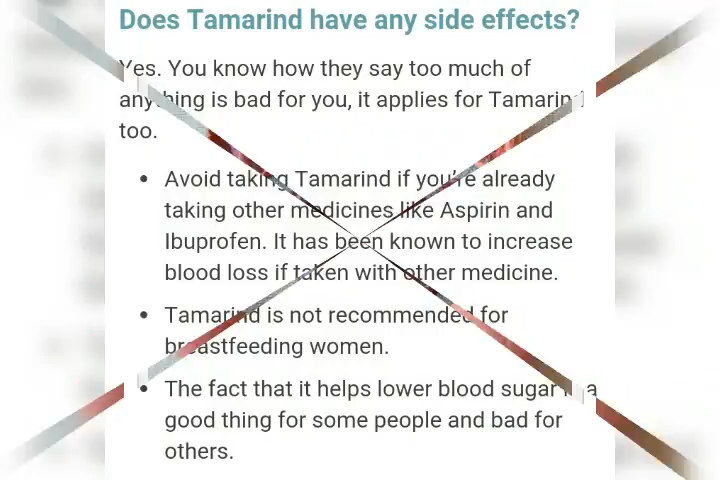 Does Tamarind have any side effects?
Yes. You know how they say too much of
anything is bad for you, it applies for Tamarind
too.
• Avoid taking Tamarind if you're already
taking other medicines like Aspirin and
Ibuprofen. It has been known to increase
blood loss if taken with other medicine.
• Tamarind is not recommended for
breastfeeding women.
• The fact that it helps lower blood sugar is a
good thing for some people and bad for
others.